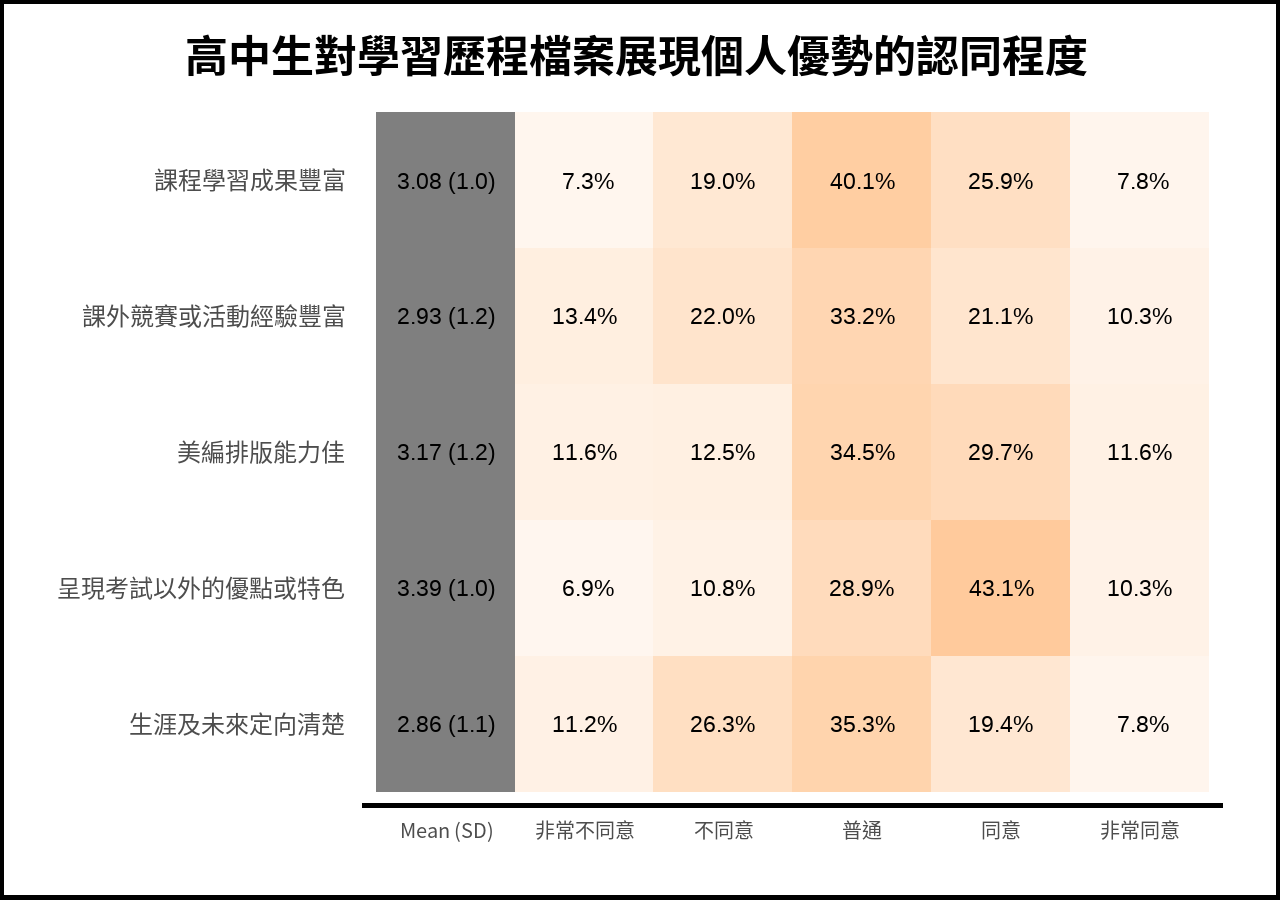 高中生對學習歷程檔案展現個人優勢的認同程度
課程學習成果豐富 3.08 (1.0) 7.3% 19.0% 40.1% 25.9% 7.8%
課外競賽或活動經驗豐富 2.93 (1.2) 13.4% 22.0% 33.2% 21.1% 10.3%
美編排版能力佳 3.17 (1.2) 11.6% 12.5% 34.5% 29.7% 11.6%
呈現考試以外的優點或特色 3.39 (1.0) 6.9% 10.8% 28.9% 43.1% 10.3%
生涯及未來定向清楚 2.86 (1.1) 11.2% 26.3% 35.3% 19.4% 7.8%
Mean (SD) 非常不同意 不同意 普通 同意 非常同意